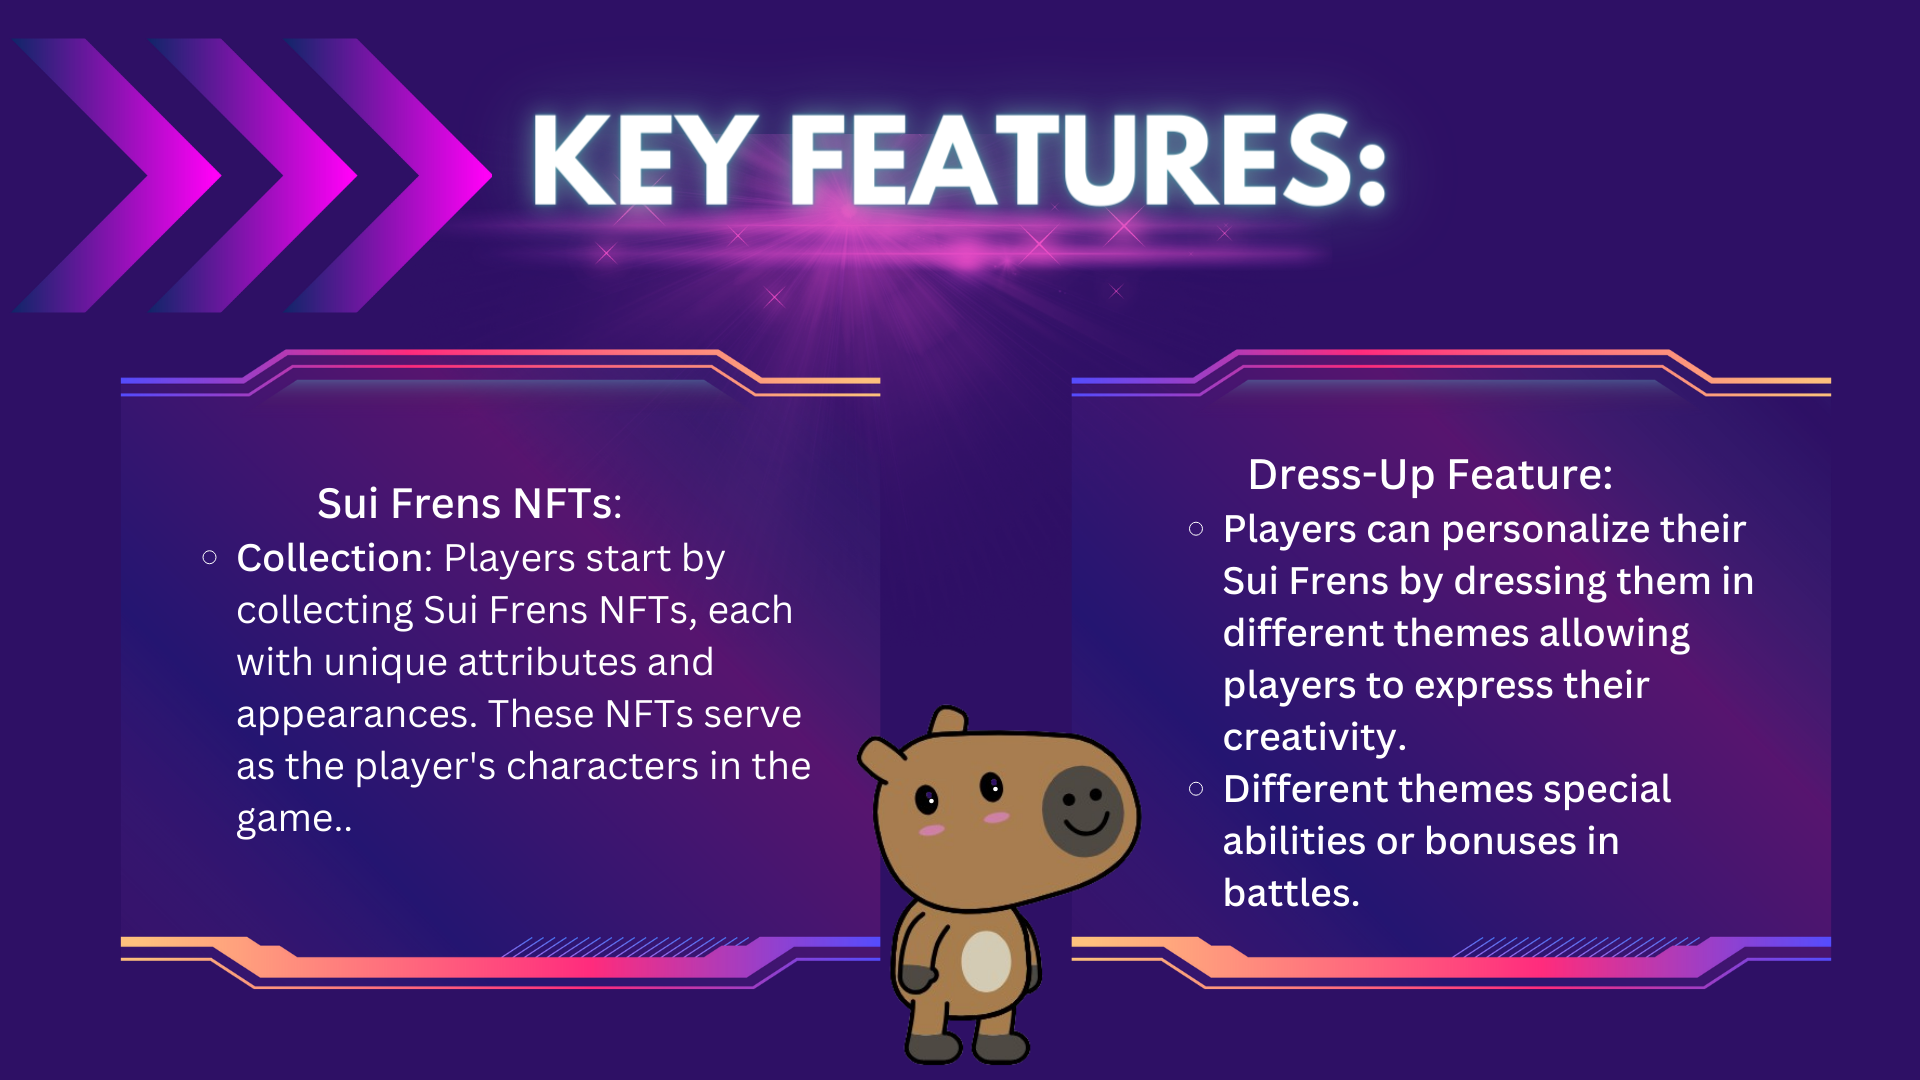 KEY FEATURES:
Sui Frens NFTs:
Collection: Players start by
collecting Sui Frens NFTs, each
with unique attributes and
appearances. These NFTs serve
as the player's characters in the
game..
Dress-Up Feature:
Players can personalize their
Sui Frens by dressing them in
different themes allowing
players to express their
creativity.
Different themes special
abilities or bonuses in
battles.